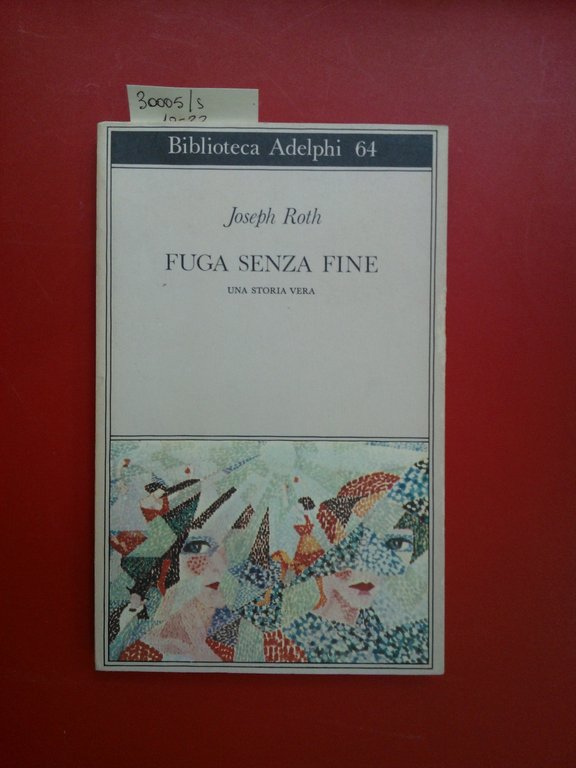 30005/s
Biblioteca Adelphi 64
Joseph Roth
FUGA SENZA FINE
UNA STORIA VERA